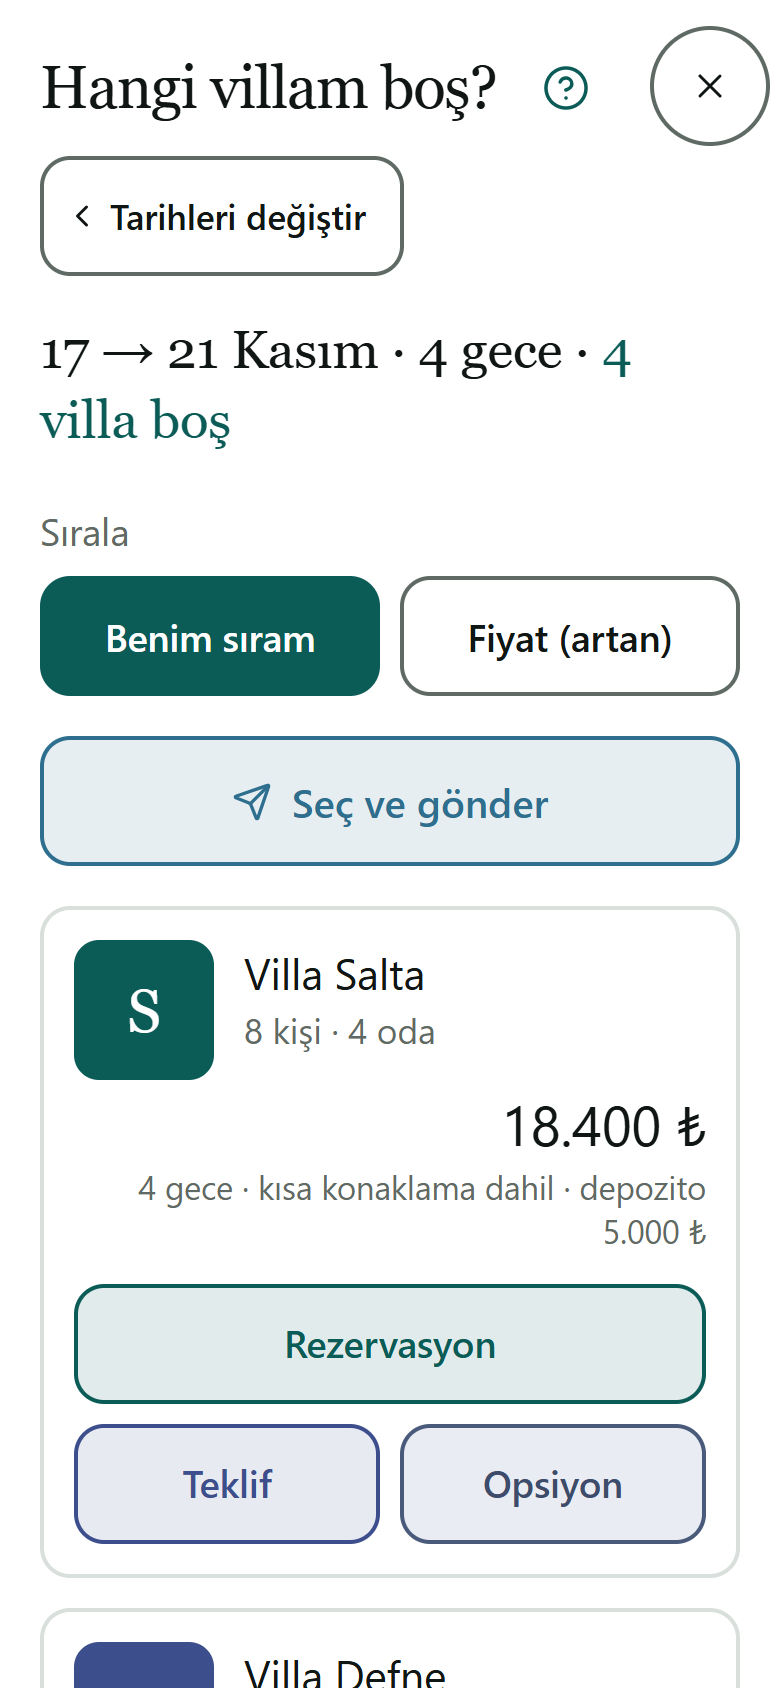 Hangi villam boş?
Tarihleri değiştir
17 → 21 Kasım · 4 gece · 4
villa boş
Sırala
Benim sıram
Fiyat (artan)
Seç ve gönder
S
Villa Salta
8 kişi · 4 oda
18.400 ₺
4 gece · kısa konaklama dahil · depozito
5.000 ₺
Rezervasyon
Teklif
Opsiyon
Villa Defne